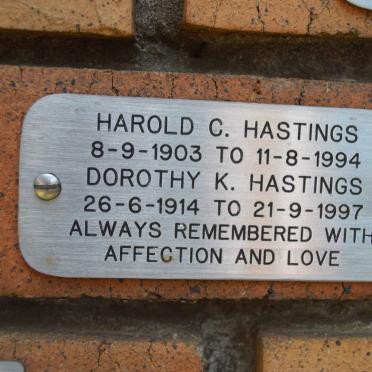 HAROLD C. HASTINGS
8-9-1903 TO 11-8-1994
DOROTHY K. HASTINGS
26-6-1914 TO 21-9-1997
ALWAYS REMEMBERED WITH
AFFECTION AND LOVE